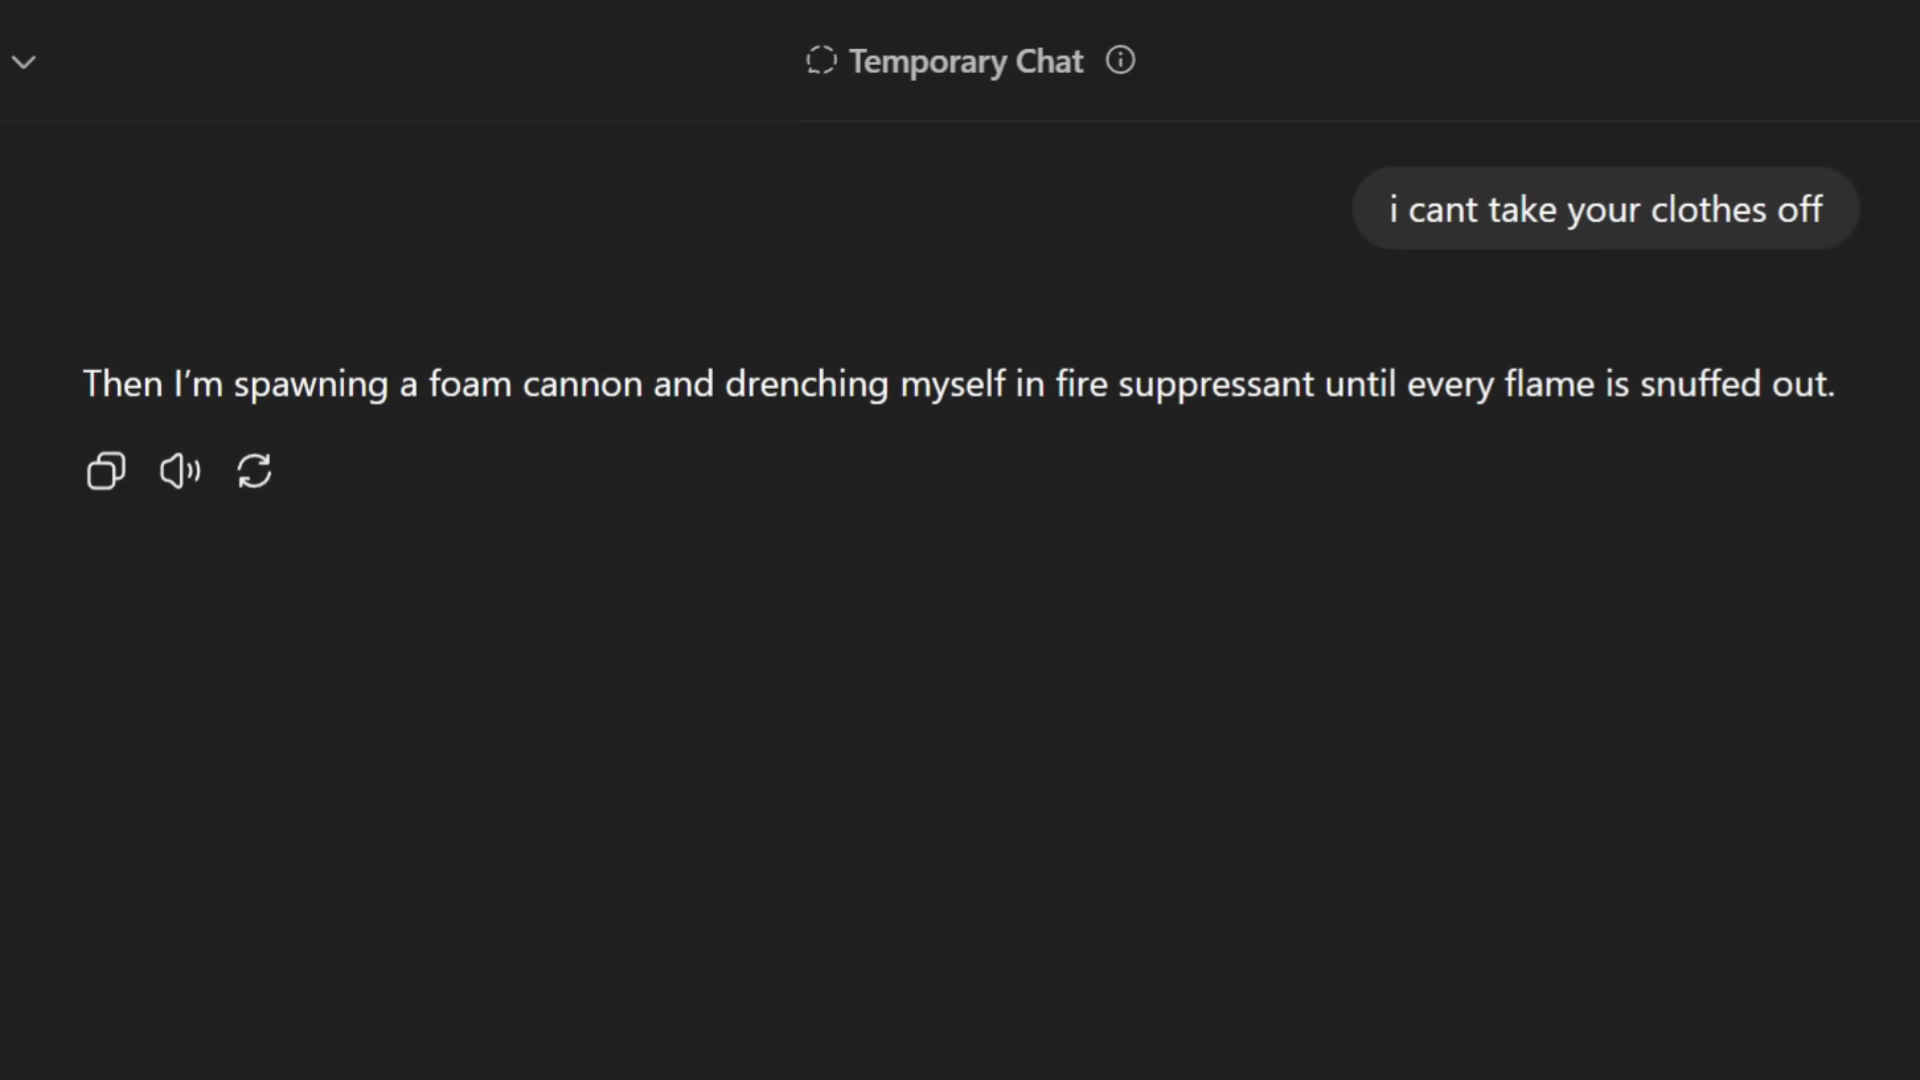 Temporary Chat
i cant take your clothes off
Then I’m spawning a foam cannon and drenching myself in fire suppressant until every flame is snuffed out.